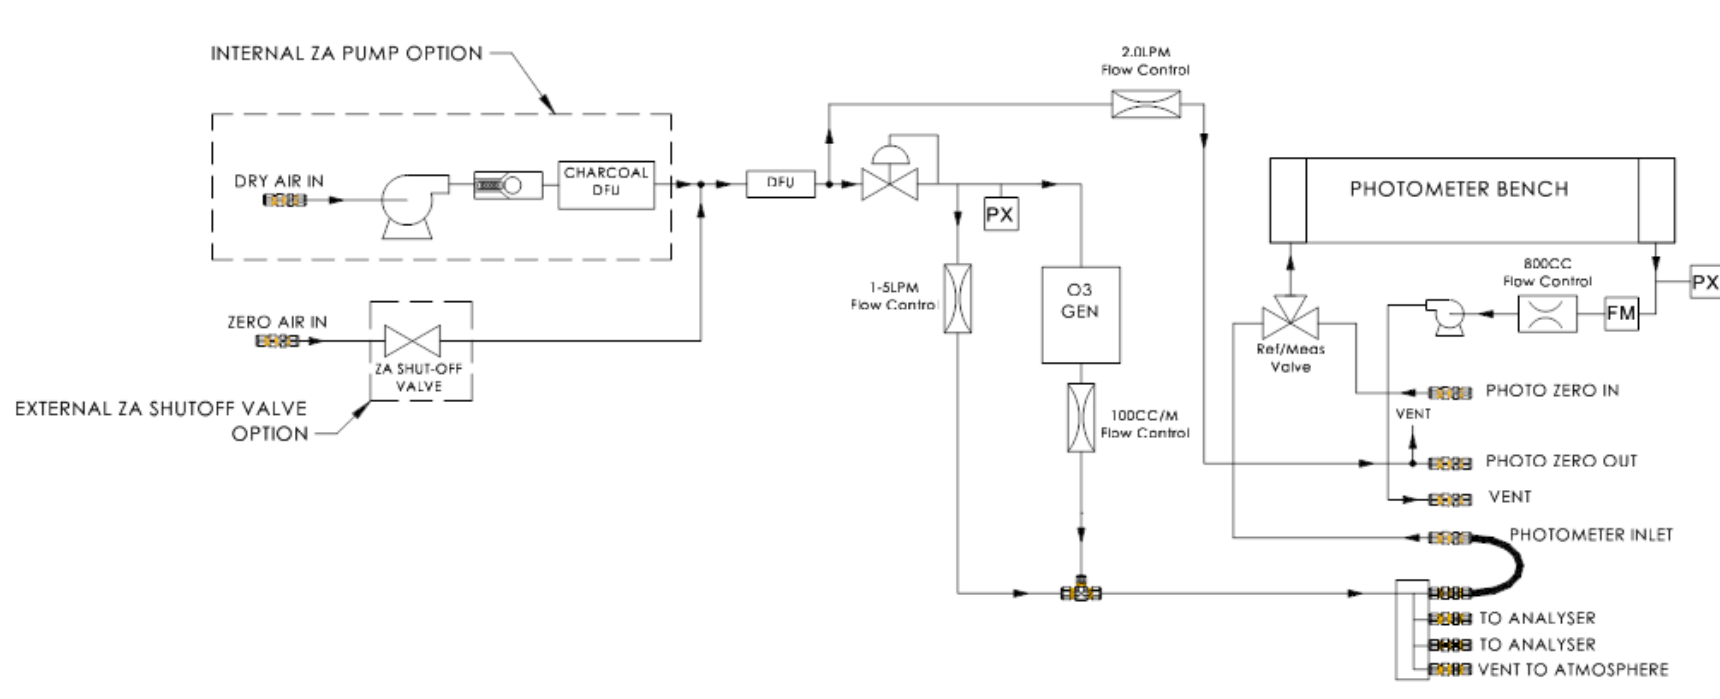 INTERNAL ZA PUMP OPTION
2.0LPM
Flow Control
DRY AIR IN
CHARCOAL
DFU
DFU
PHOTOMETER BENCH
PX
1-5LPM
Flow Control
O3
GEN
800CC
Flow Control
PX
FM
ZERO AIR IN
ZA SHUT-OFF
VALVE
Ref/Meas
Valve
EXTERNAL ZA SHUTOFF VALVE
OPTION
100CC/M
Flow Control
PHOTO ZERO IN
VENT
PHOTO ZERO OUT
VENT
PHOTOMETER INLET
TO ANALYSER
TO ANALYSER
VENT TO ATMOSPHERE